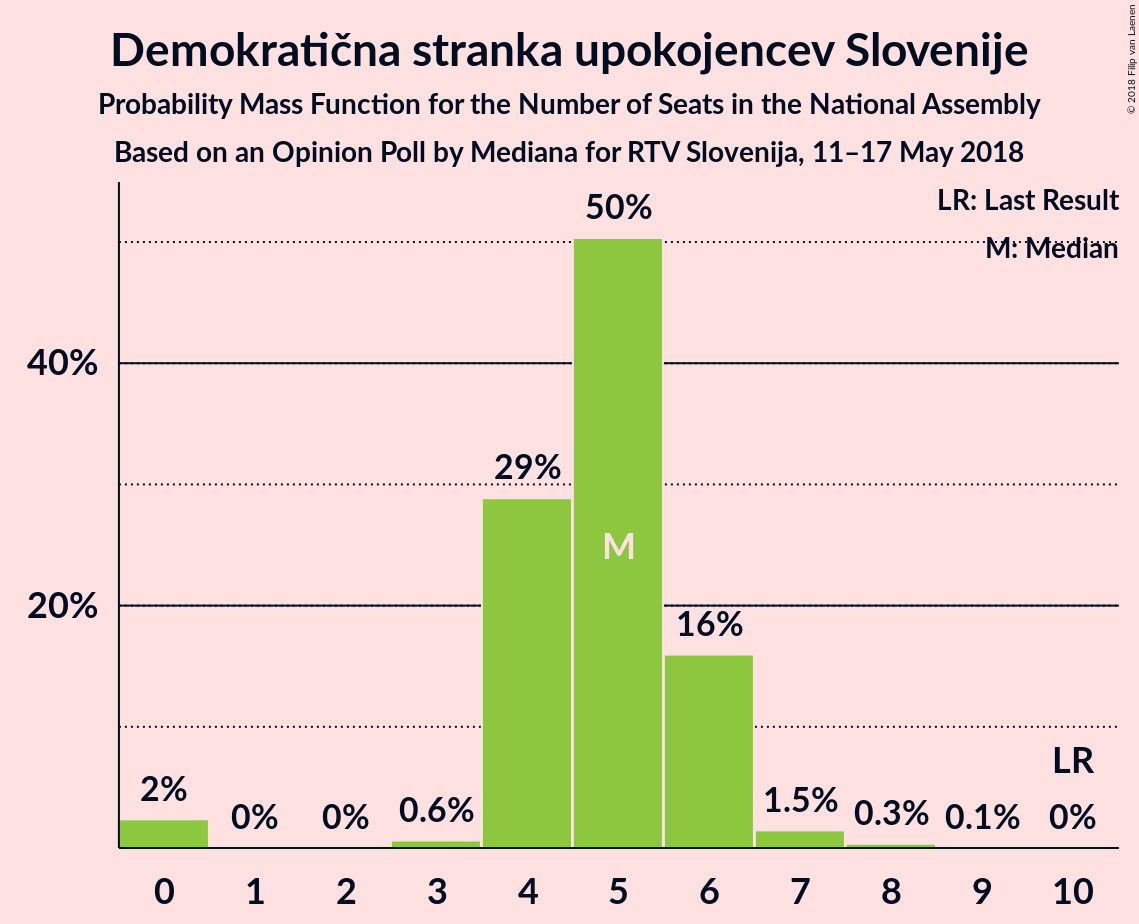 Demokratična stranka upokojencev Slovenije
Probability Mass Function for the Number of Seats in the National Assembly
Based on an Opinion Poll by Mediana for RTV Slovenija, 11–17 May 2018
© 2018 Filip van Laenen
LR: Last Result
M: Median
50%
40%
29%
M
20%
16%
LR
2%
0%
0%
0.6%
1.5%
0.3%
0.1%
0%
0 1 2 3 4 5 6 7 8 9 10